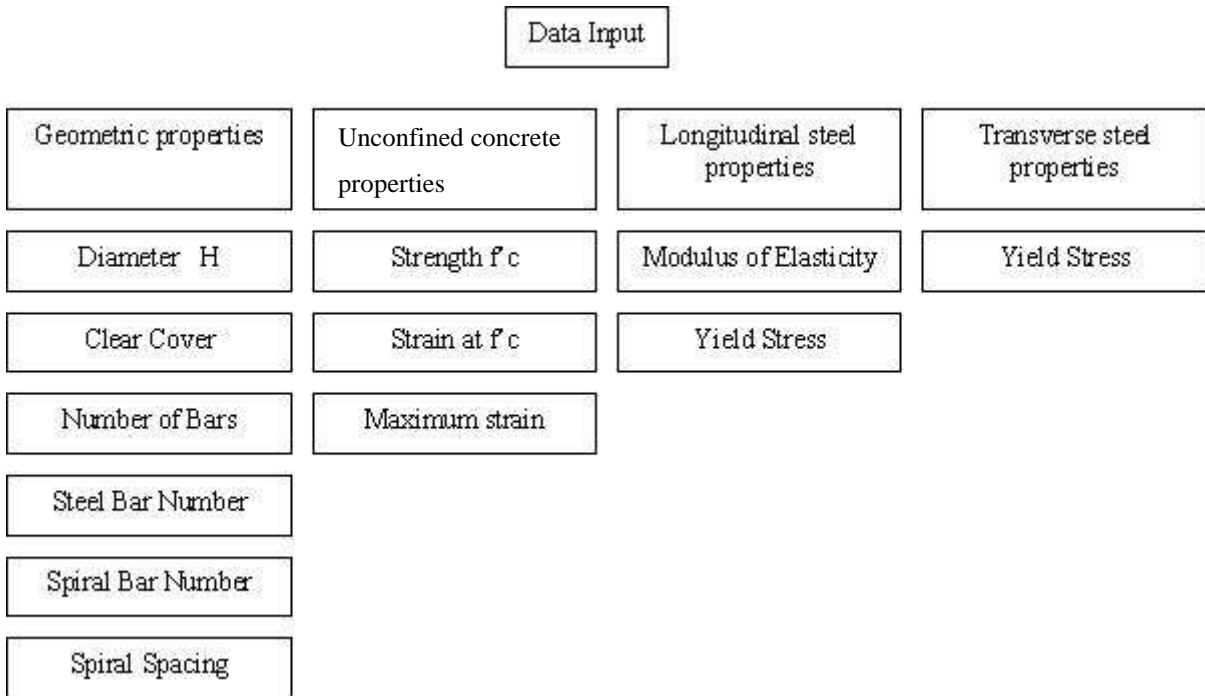 Data Input
Geometric properties
Unconfined concrete
properties
Longitudinal steel
properties
Transverse steel
properties
Diameter H
Strength f'c
Modulus of Elasticity
Yield Stress
Clear Cover
Strain at f'c
Yield Stress
Number of Bars
Maximum strain
Steel Bar Number
Spiral Bar Number
Spiral Spacing